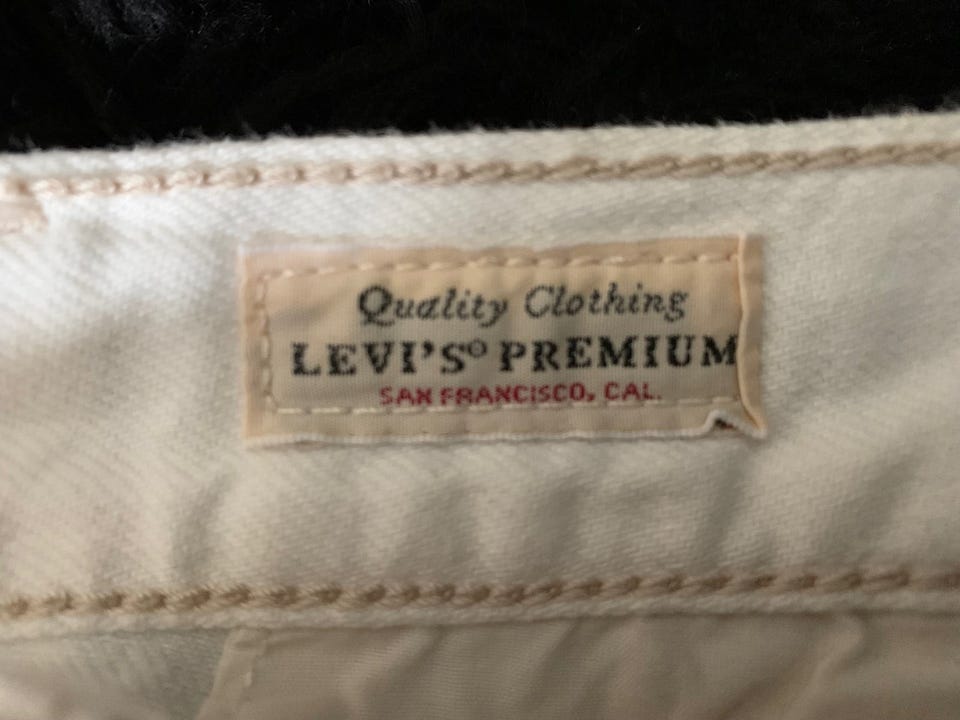 Quality Clothing
LEVI'S® PREMIUM
SAN FRANCISCO, CAL.